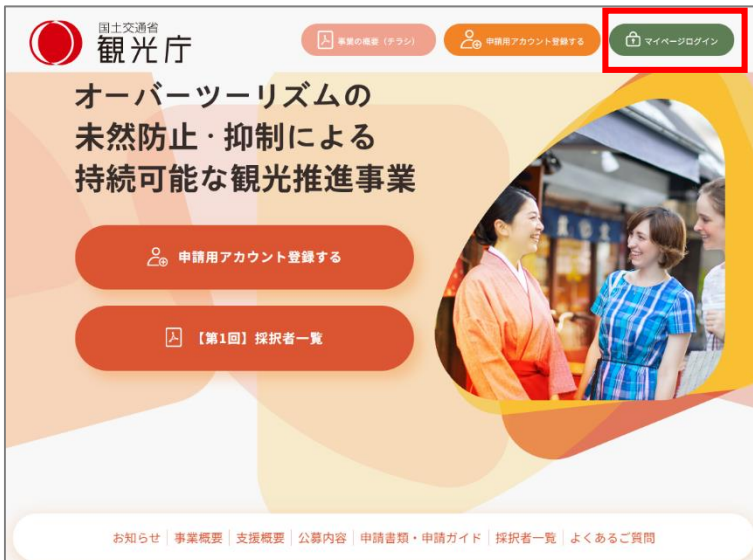 国土交通省
観光庁
事業の概要（チラシ）
申請用アカウント登録する
マイページログイン
オーバーツーリズムの
未然防止・抑制による
持続可能な観光推進事業
申請用アカウント登録する
【第1回】採択者一覧
お知らせ
事業概要
支援概要
公募内容
申請書類・申請ガイド
採択者一覧
よくあるご質問